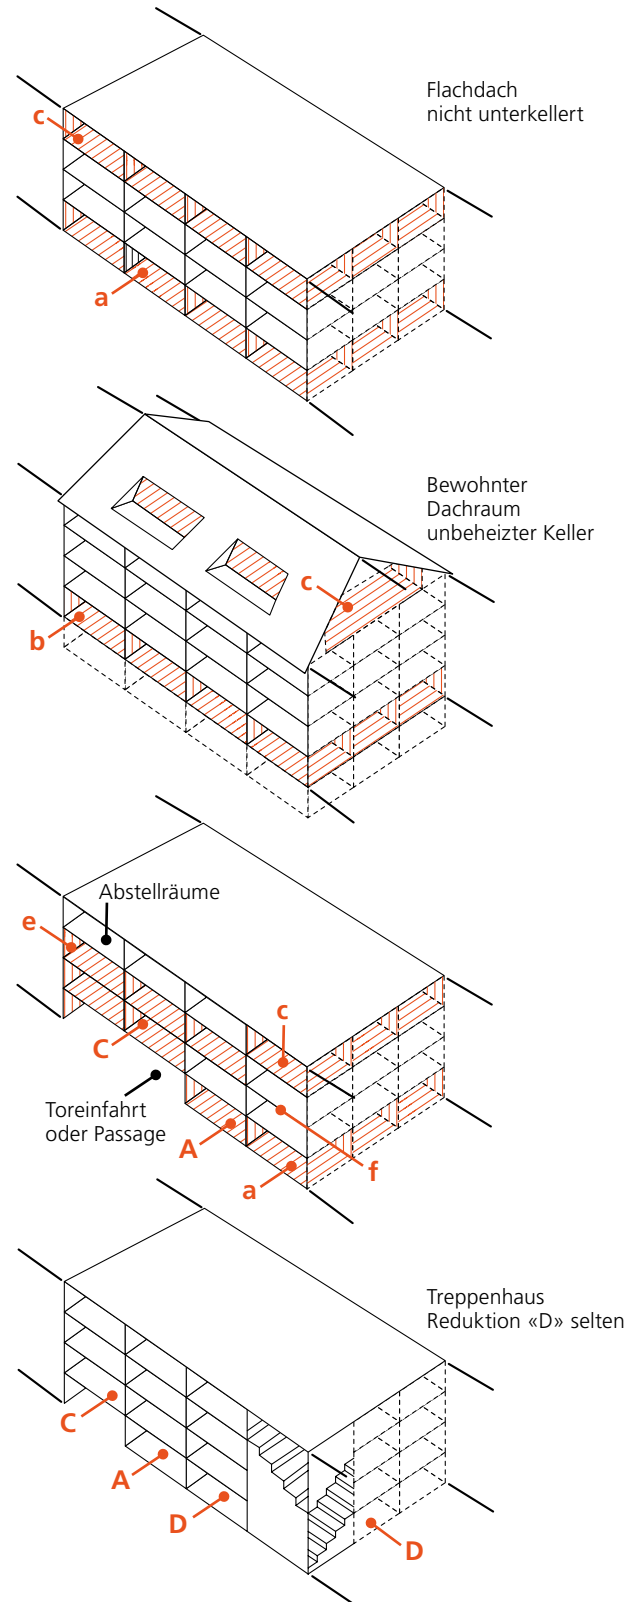 Flachdach
nicht unterkellert
c
a
Bewohnter
Dachraum
unbeheizter Keller
c
b
Abstellräume
e
c
C
Toreinfahrt
oder Passage
A
a
f
Treppenhaus
Reduktion «D» selten
C
A
D
D